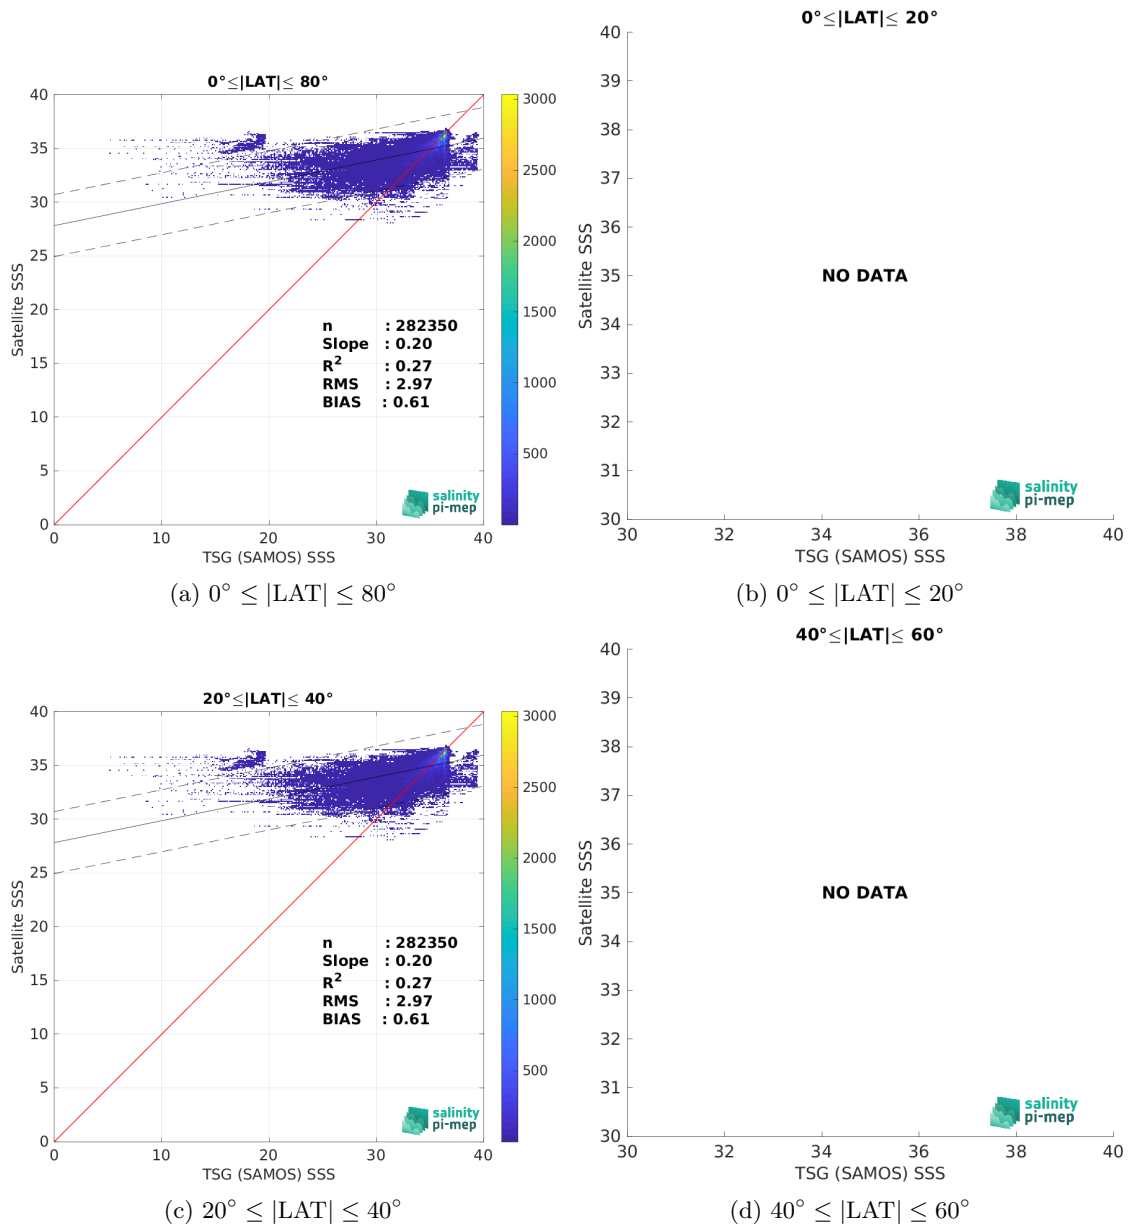 0°≤|LAT|≤ 80°
40
35
30
25
20
15
10
5
0
Satellite SSS
n : 282350
Slope : 0.20
R² : 0.27
RMS : 2.97
BIAS : 0.61
salinity
pi-mep
0 10 20 30 40
TSG (SAMOS) SSS
3000
2500
2000
1500
1000
500
(a) 0° ≤ |LAT| ≤ 80°
0°≤|LAT|≤ 20°
40
39
38
37
36
35
34
33
32
31
30
Satellite SSS
NO DATA
salinity
pi-mep
30 32 34 36 38 40
TSG (SAMOS) SSS
(b) 0° ≤ |LAT| ≤ 20°
20°≤|LAT|≤ 40°
40
35
30
25
20
15
10
5
0
Satellite SSS
n : 282350
Slope : 0.20
R² : 0.27
RMS : 2.97
BIAS : 0.61
salinity
pi-mep
0 10 20 30 40
TSG (SAMOS) SSS
3000
2500
2000
1500
1000
500
(c) 20° ≤ |LAT| ≤ 40°
40°≤|LAT|≤ 60°
40
39
38
37
36
35
34
33
32
31
30
Satellite SSS
NO DATA
salinity
pi-mep
30 32 34 36 38 40
TSG (SAMOS) SSS
(d) 40° ≤ |LAT| ≤ 60°